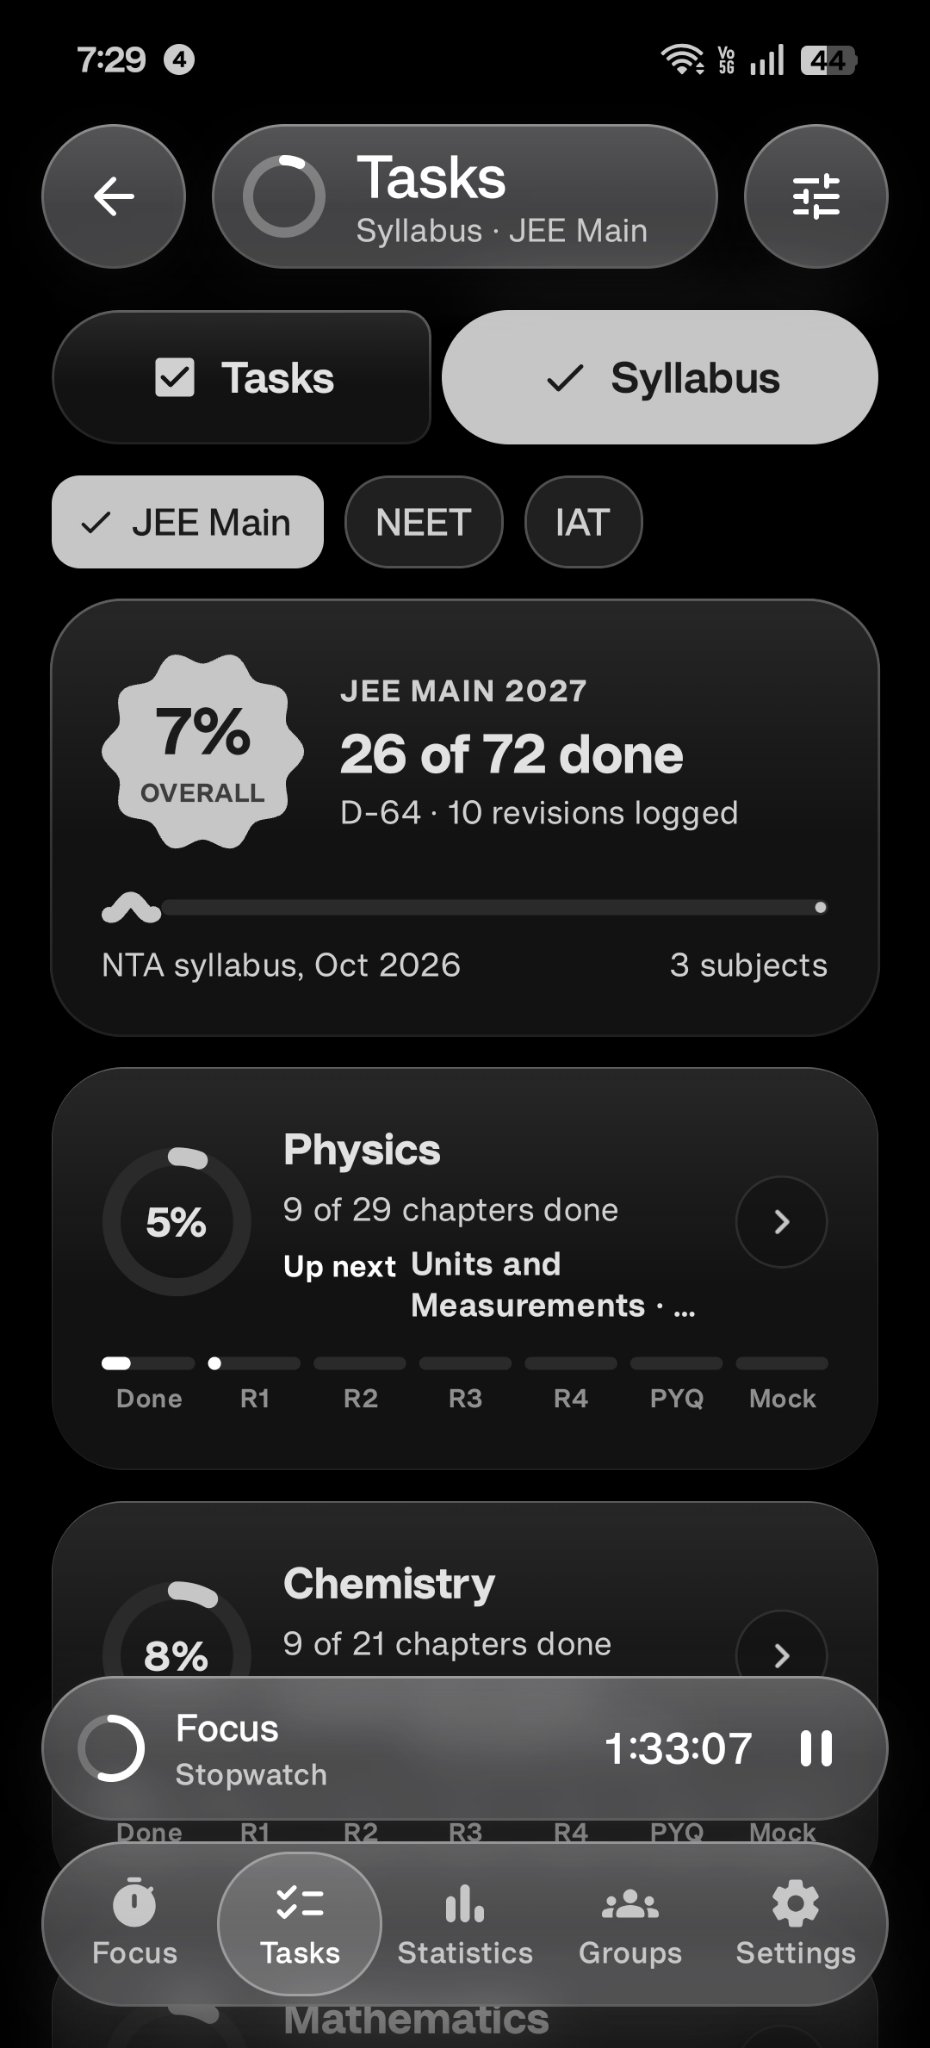 7:29 4
Vo 5G 44
Tasks
Syllabus · JEE Main
Tasks
Syllabus
JEE Main
NEET
IAT
7%
OVERALL
JEE MAIN 2027
26 of 72 done
D-64 · 10 revisions logged
NTA syllabus, Oct 2026
3 subjects
5%
Physics
9 of 29 chapters done
Up next Units and
Measurements · ...
Done R1 R2 R3 R4 PYQ Mock
Chemistry
9 of 21 chapters done
8%
Focus
Stopwatch
1:33:07
Done R1 R2 R3 R4 PYQ Mock
Focus Tasks Statistics Groups Settings
Mathematics